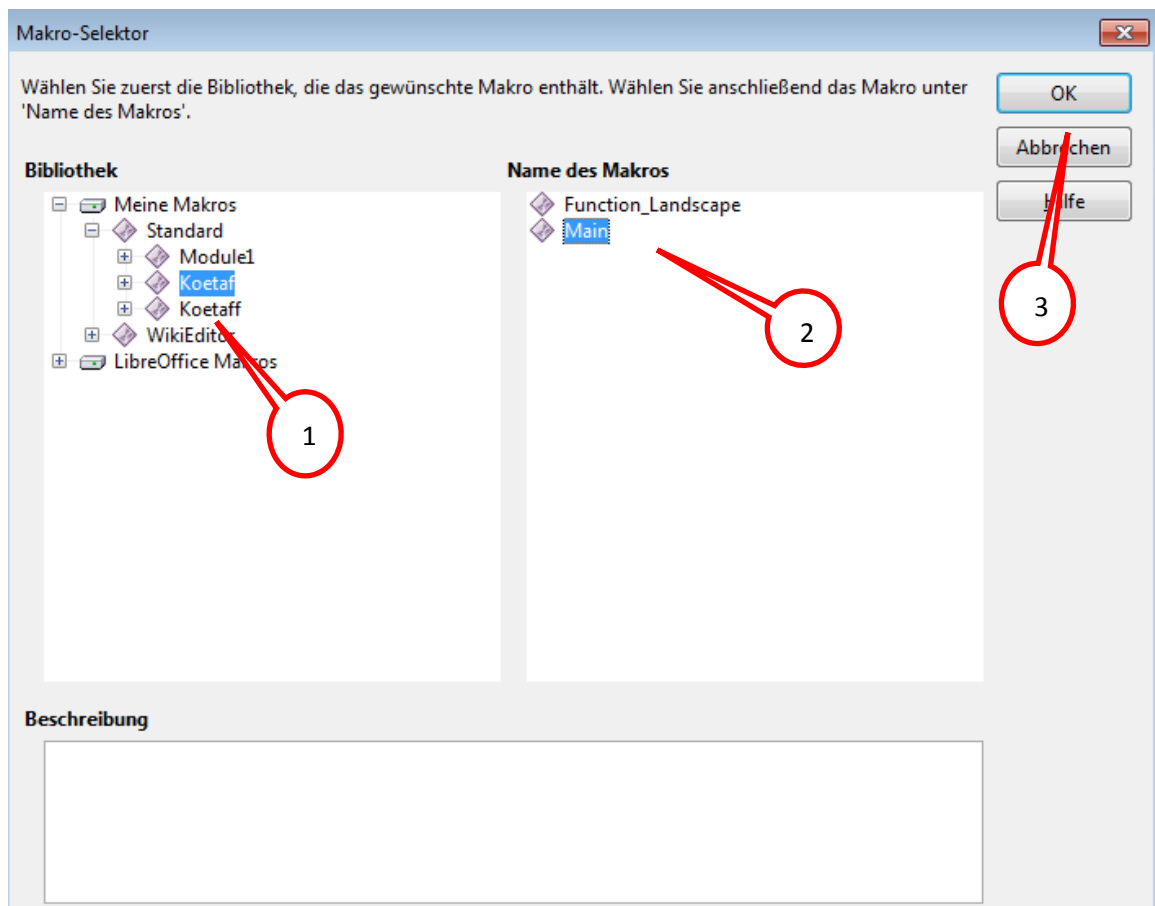 Makro-Selektor
Wählen Sie zuerst die Bibliothek, die das gewünschte Makro enthält. Wählen Sie anschließend das Makro unter
'Name des Makros'.
OK
Abbrechen
Hilfe
Bibliothek
Meine Makros
Standard
Module1
Koetaf
Koetaff
WikiEditor
LibreOffice Makros
Name des Makros
Function_Landscape
Main
1
2
3
Beschreibung